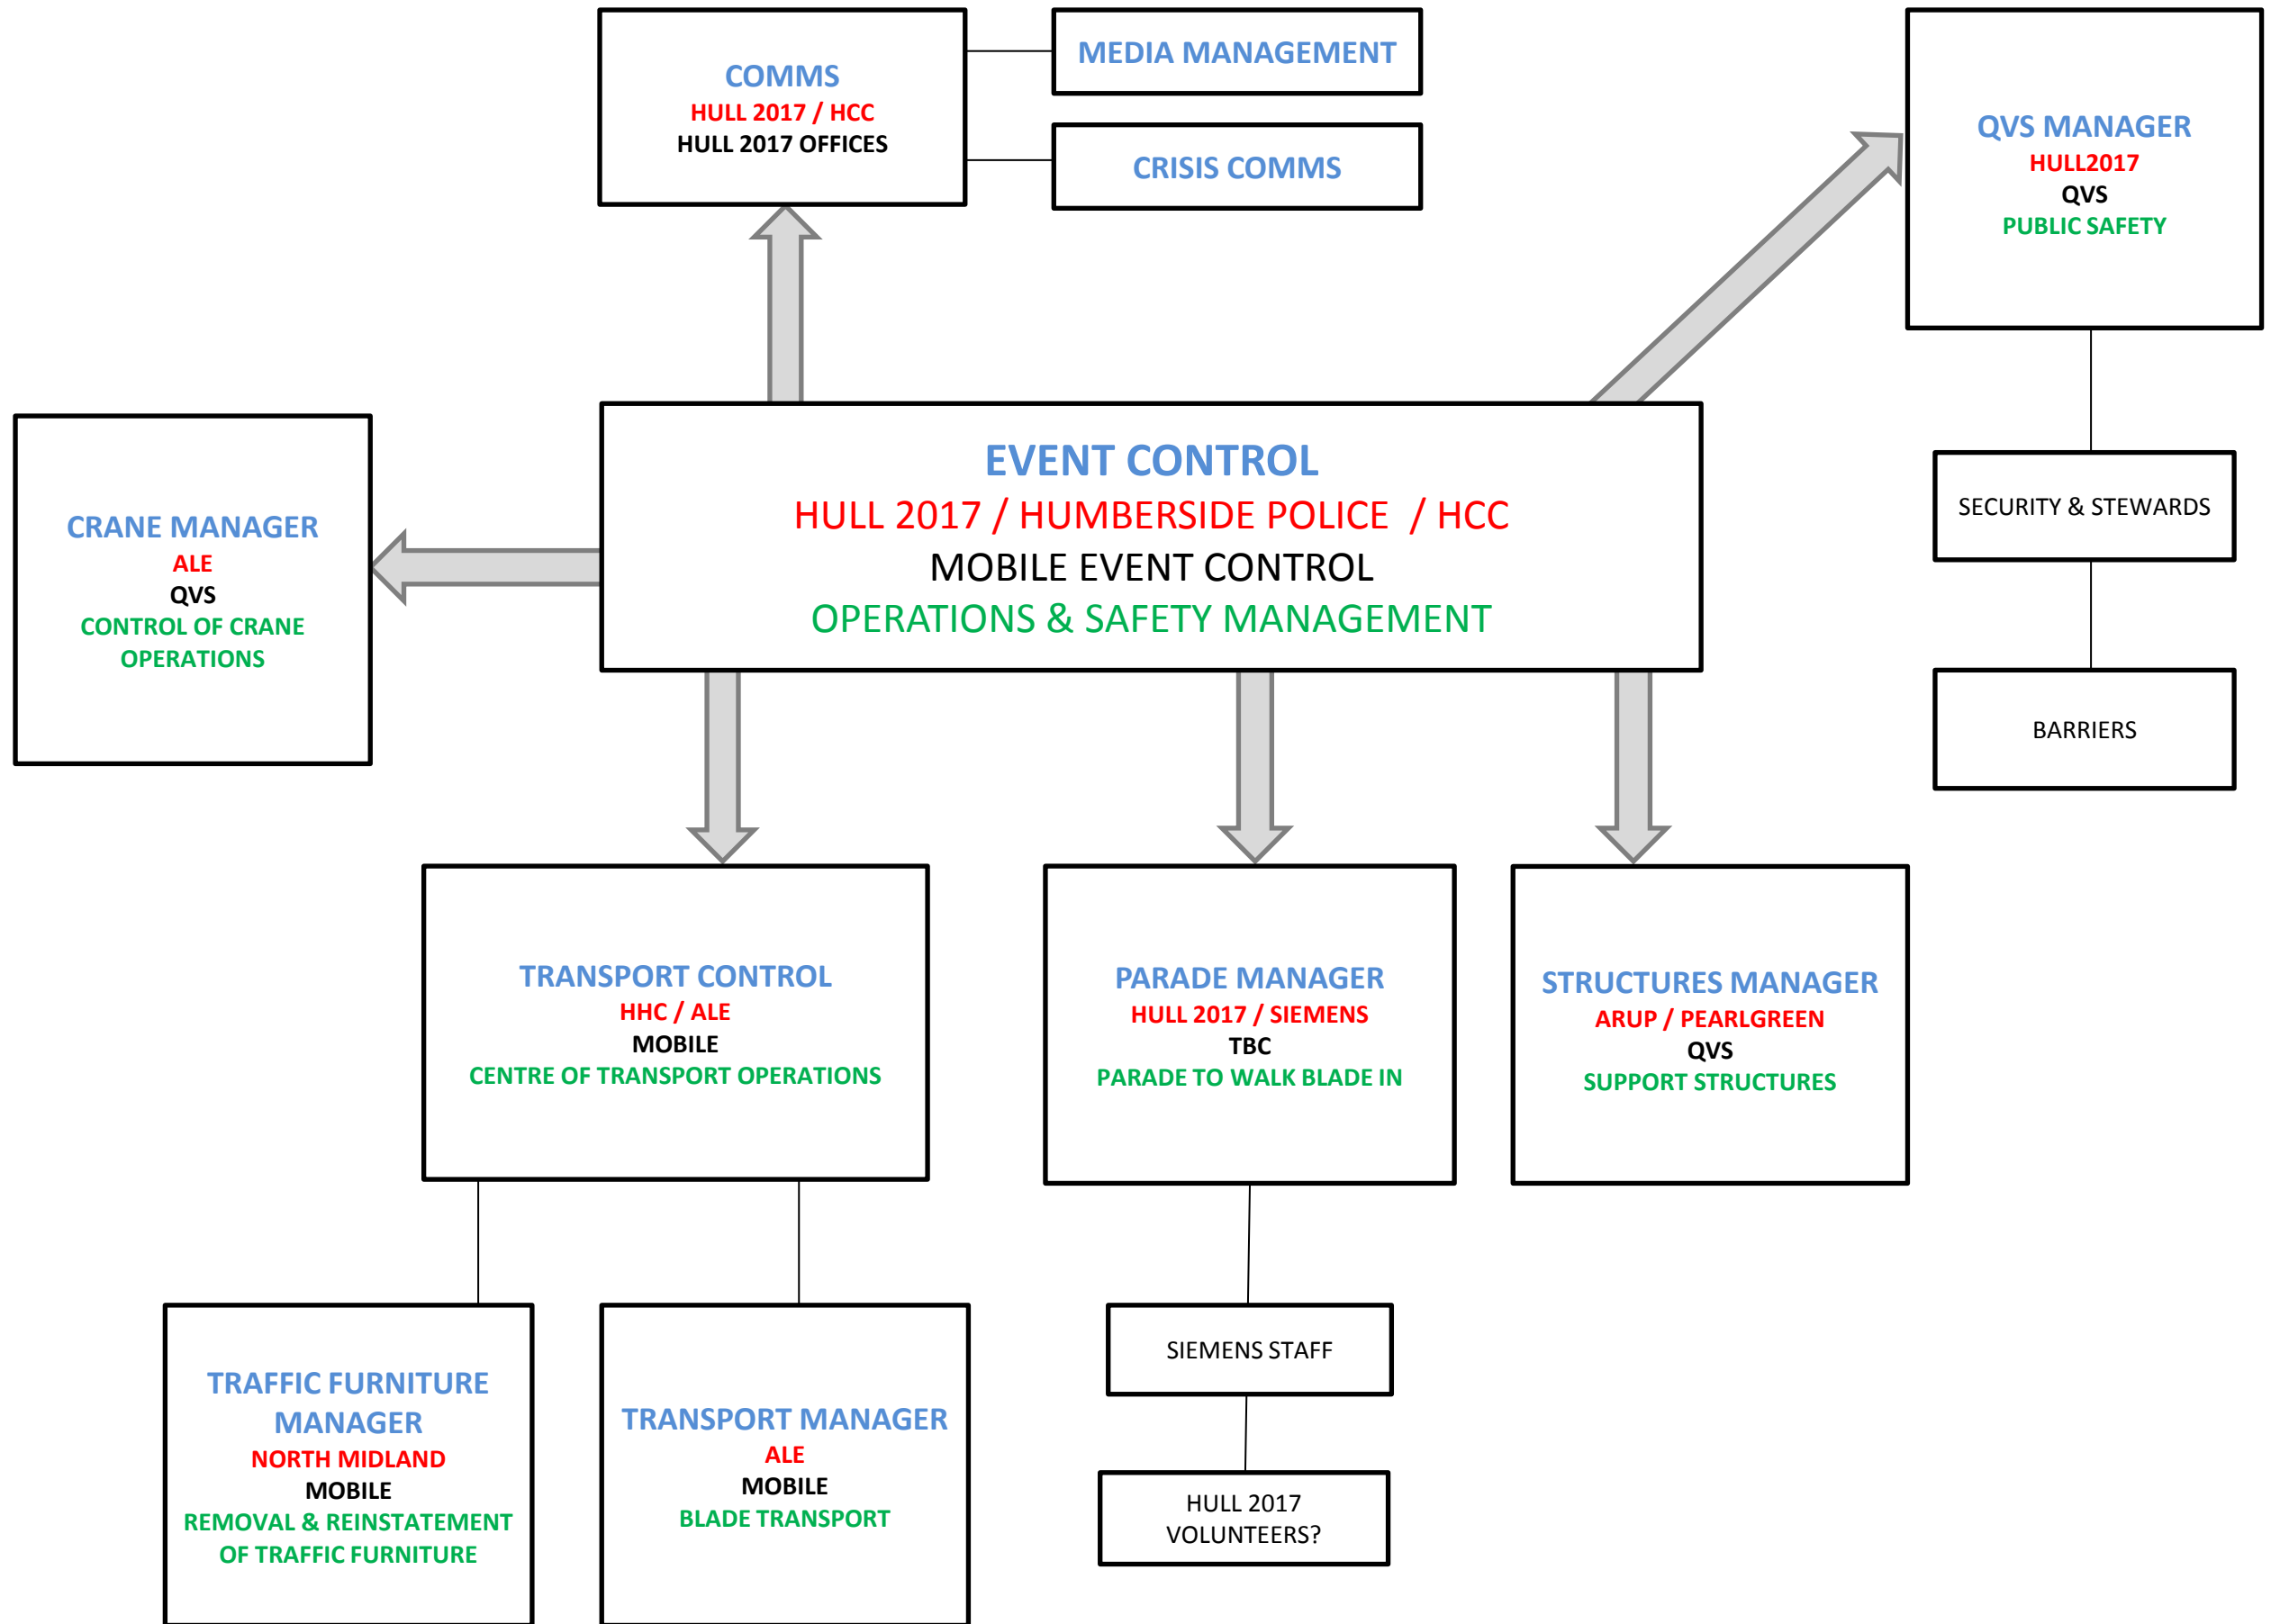 COMMS
HULL 2017 / HCC
HULL 2017 OFFICES
MEDIA MANAGEMENT
CRISIS COMMS
QVS MANAGER
HULL2017
QVS
PUBLIC SAFETY
SECURITY & STEWARDS
BARRIERS
EVENT CONTROL
HULL 2017 / HUMBERSIDE POLICE / HCC
MOBILE EVENT CONTROL
OPERATIONS & SAFETY MANAGEMENT
CRANE MANAGER
ALE
QVS
CONTROL OF CRANE
OPERATIONS
TRANSPORT CONTROL
HHC / ALE
MOBILE
CENTRE OF TRANSPORT OPERATIONS
PARADE MANAGER
HULL 2017 / SIEMENS
TBC
PARADE TO WALK BLADE IN
STRUCTURES MANAGER
ARUP / PEARLGREEN
QVS
SUPPORT STRUCTURES
TRAFFIC FURNITURE
MANAGER
NORTH MIDLAND
MOBILE
REMOVAL & REINSTATEMENT
OF TRAFFIC FURNITURE
TRANSPORT MANAGER
ALE
MOBILE
BLADE TRANSPORT
SIEMENS STAFF
HULL 2017
VOLUNTEERS?